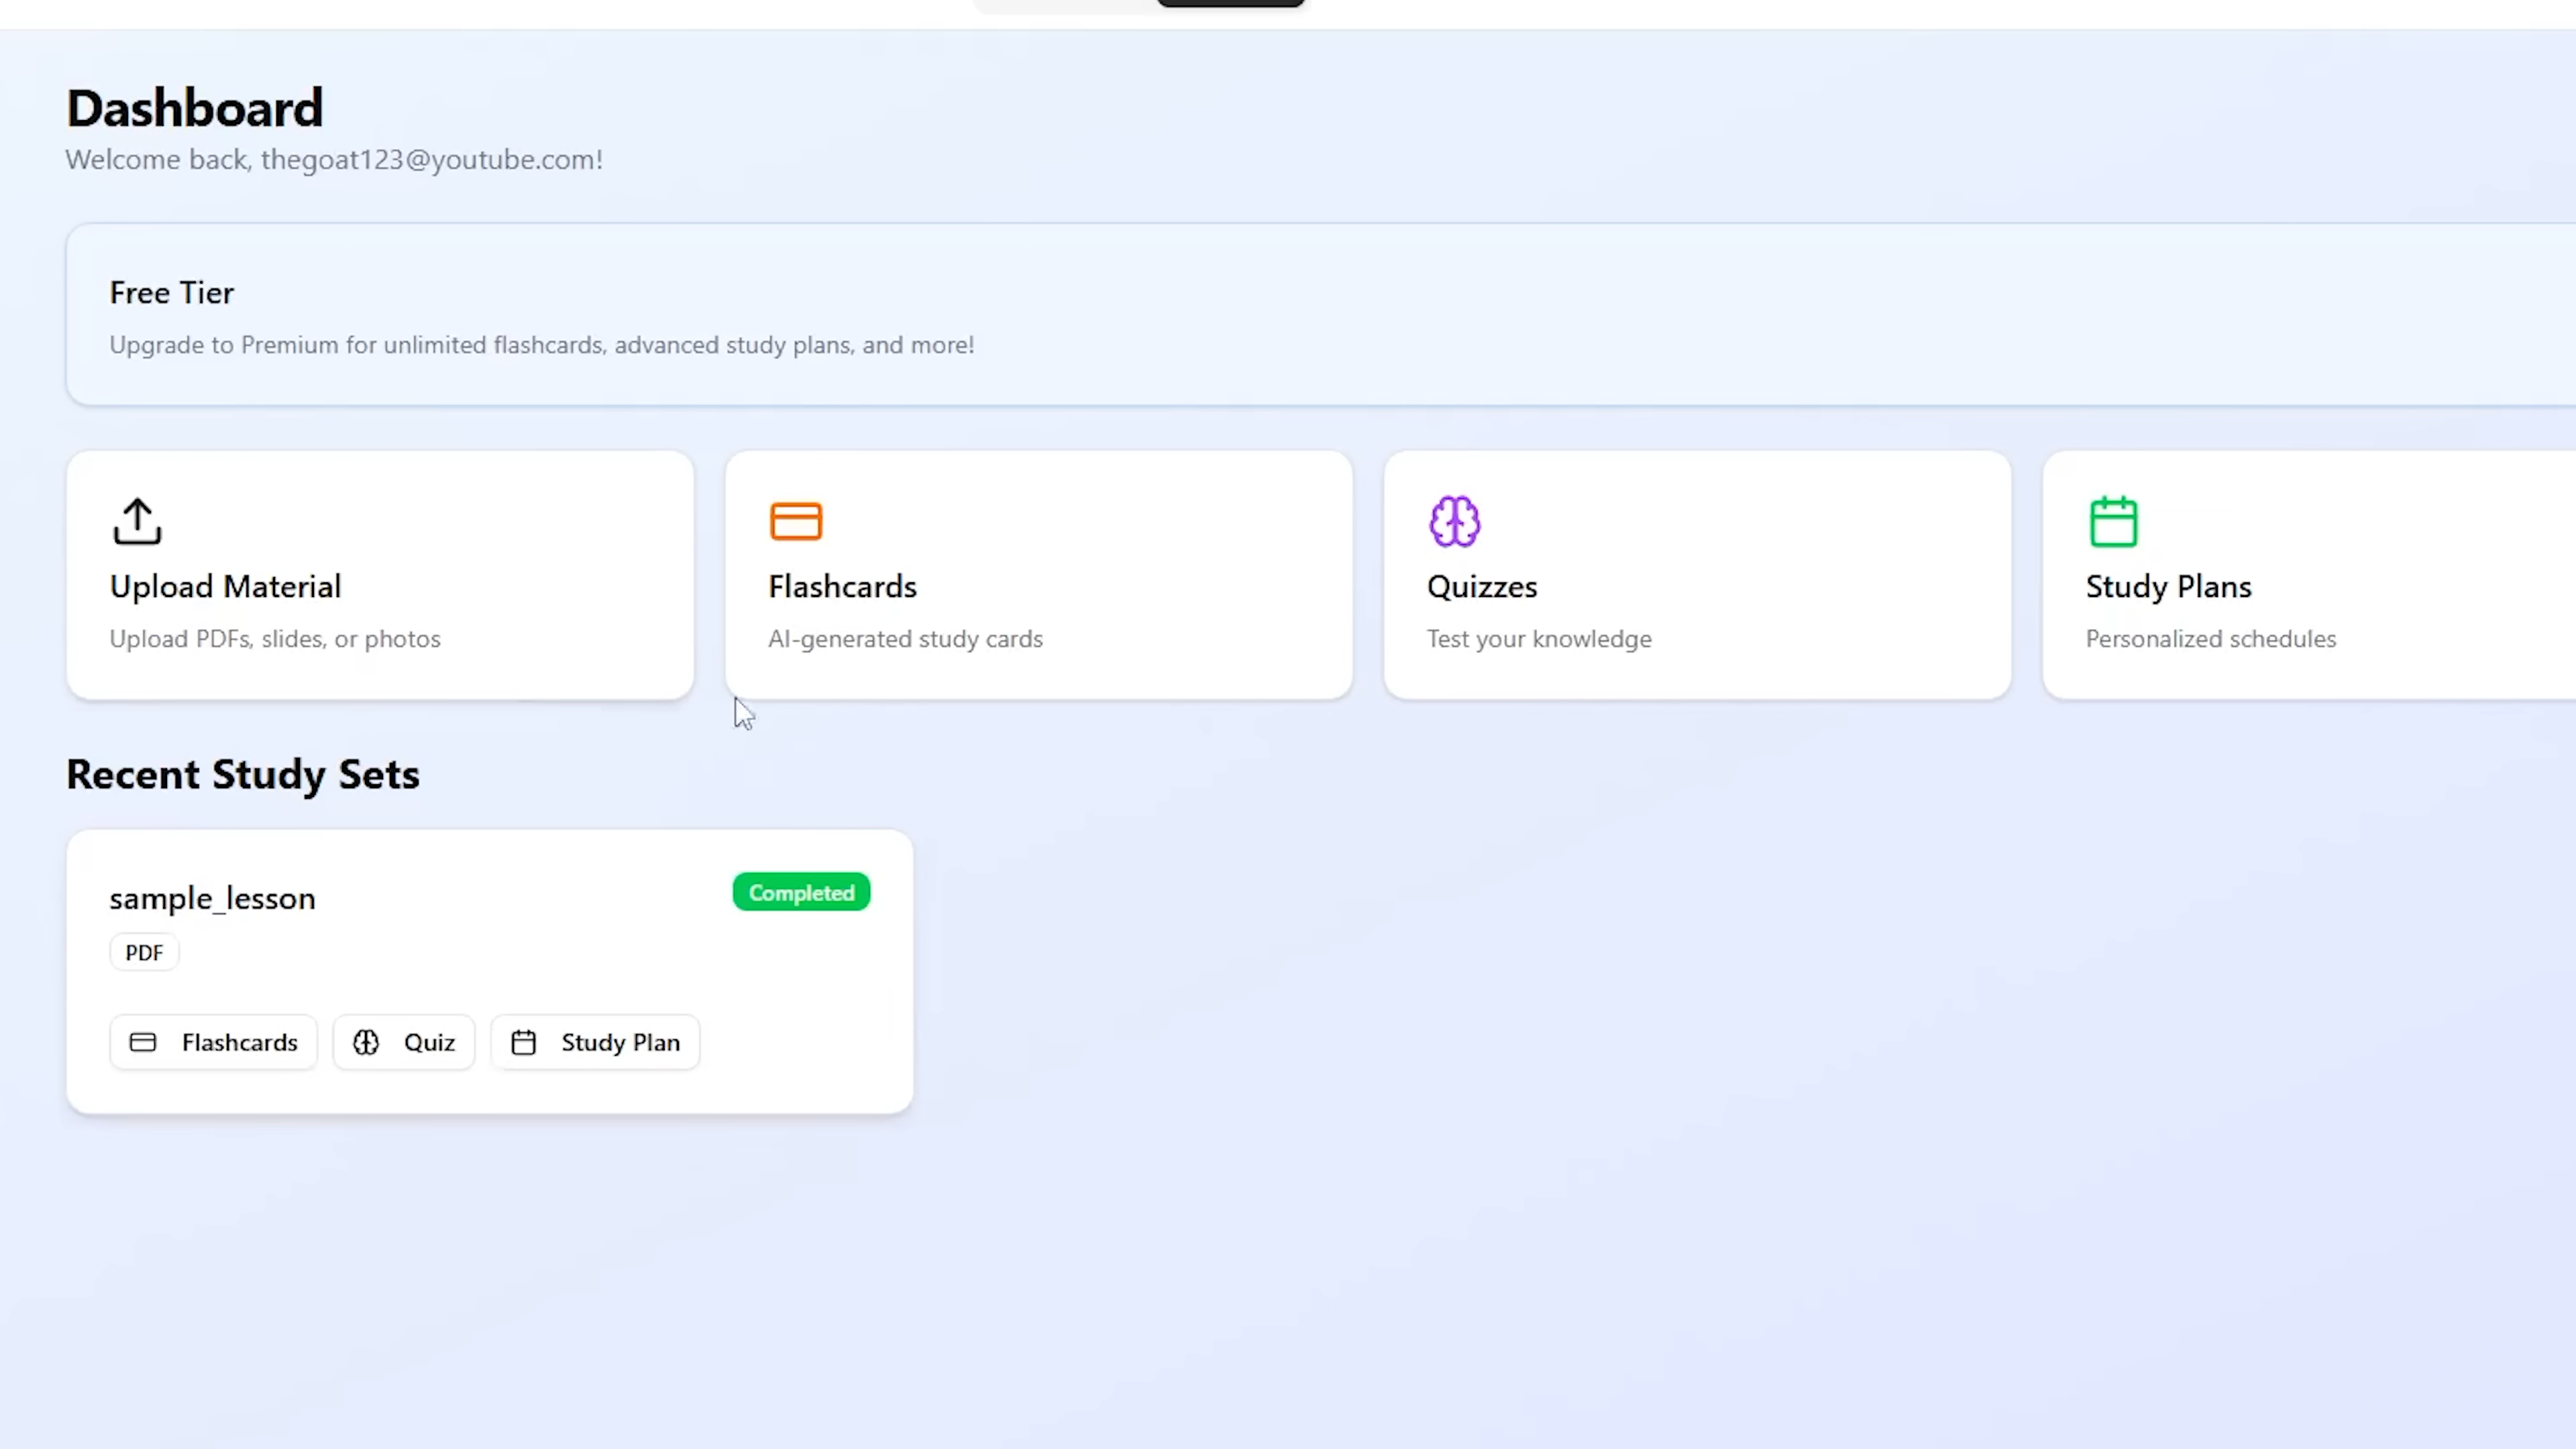 Dashboard
Welcome back, thegoat123@youtube.com!
Free Tier
Upgrade to Premium for unlimited flashcards, advanced study plans, and more!
Upload Material
Upload PDFs, slides, or photos
Flashcards
AI-generated study cards
Quizzes
Test your knowledge
Study Plans
Personalized schedules
Recent Study Sets
sample_lesson
Completed
PDF
Flashcards
Quiz
Study Plan